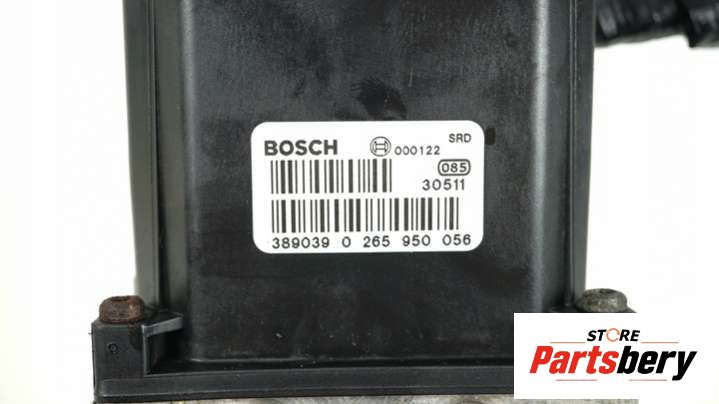 BOSCH 000122 SRD
085
30511
389039 0 265 950 056
STORE
Partsbery